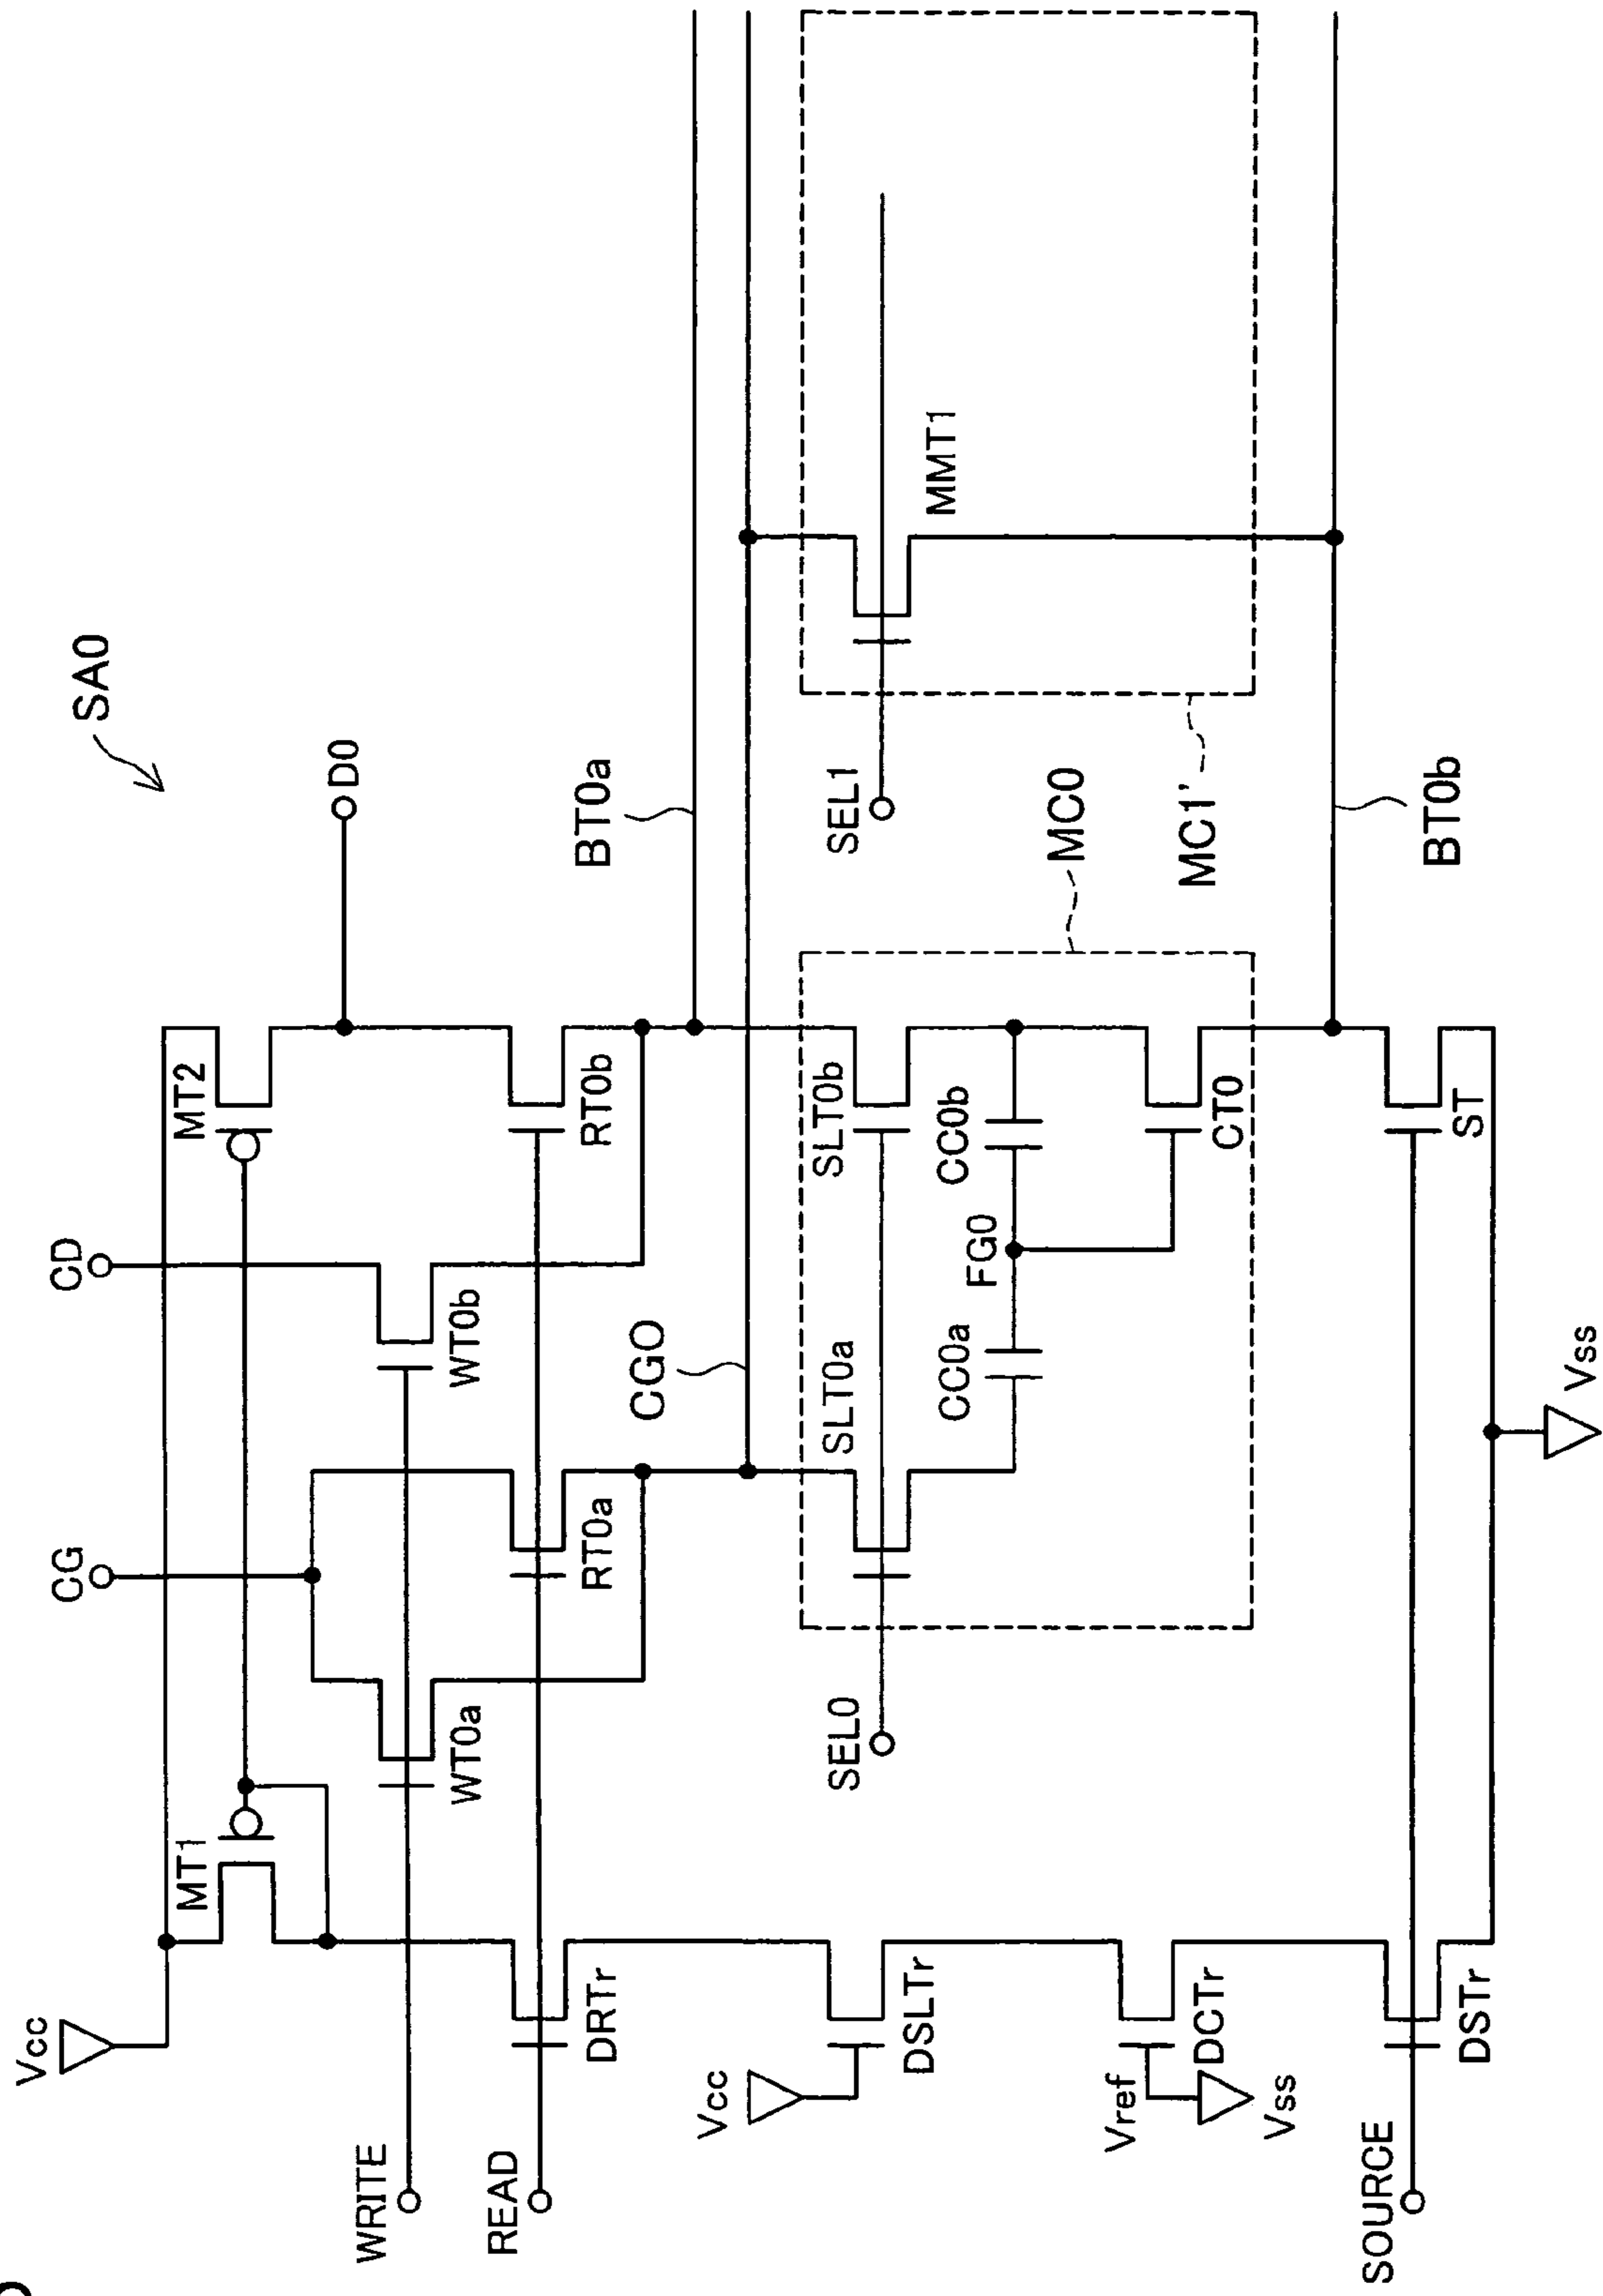 SA0
Vcc
CG
CD
MT1
MT2
D0
WRITE
WT0a
WT0b
READ
DRTr
RT0a
RT0b
BT0a
CG0
Vcc
DSLTr
SEL0
SLT0a
SLT0b
SEL1
MMT1
CC0a
FG0
CC0b
MC0
Vref
DCTr
Vss
CT0
MC1'
SOURCE
DSTr
ST
BT0b
Vss